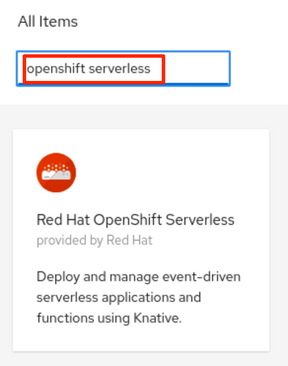 All Items
openshift serverless
Red Hat OpenShift Serverless
provided by Red Hat
Deploy and manage event-driven
serverless applications and
functions using Knative.